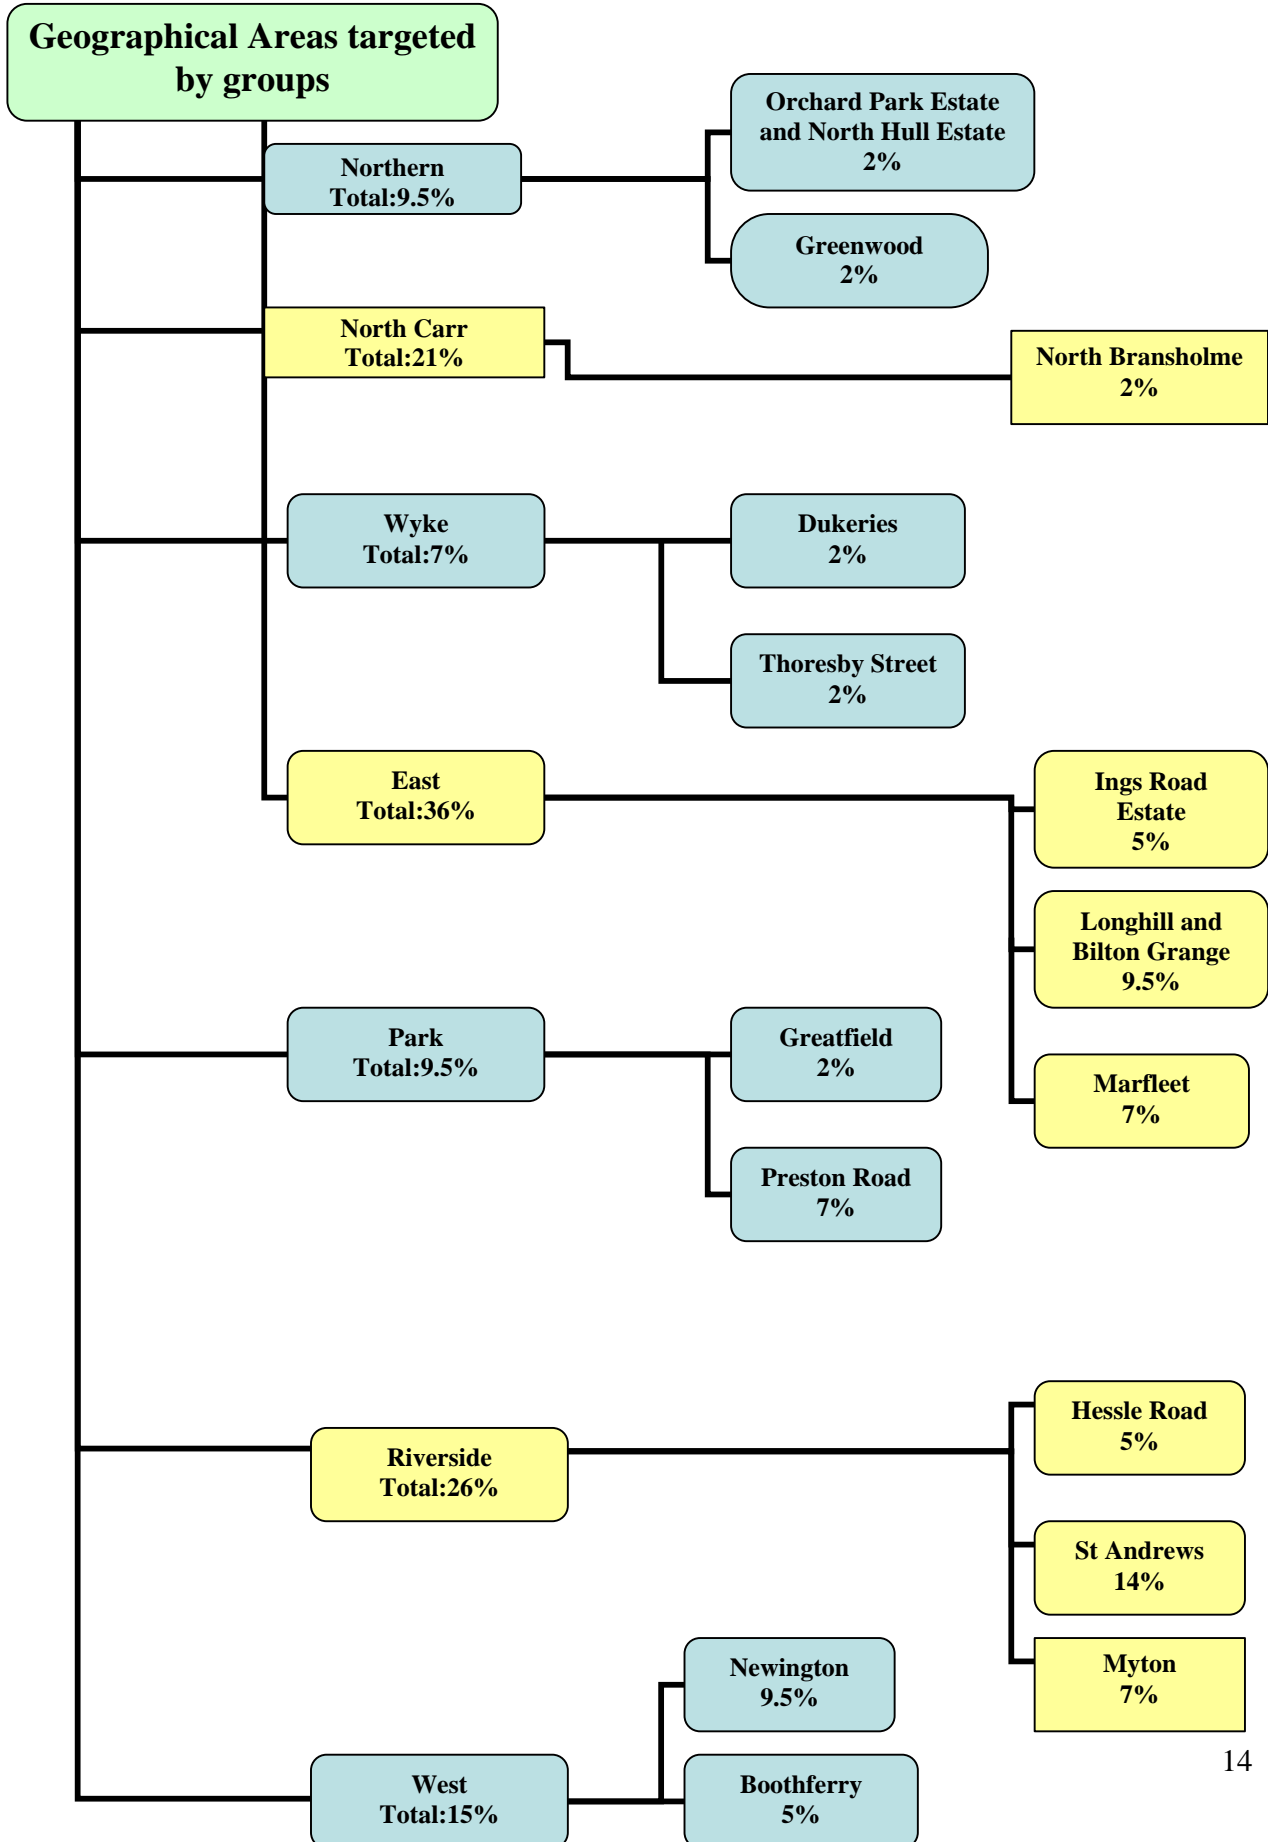 Geographical Areas targeted
by groups
Northern
Total:9.5%
Orchard Park Estate
and North Hull Estate
2%
Greenwood
2%
North Carr
Total:21%
North Bransholme
2%
Wyke
Total:7%
Dukeries
2%
Thoresby Street
2%
East
Total:36%
Ings Road
Estate
5%
Longhill and
Bilton Grange
9.5%
Marfleet
7%
Park
Total:9.5%
Greatfield
2%
Preston Road
7%
Riverside
Total:26%
Hessle Road
5%
St Andrews
14%
Myton
7%
West
Total:15%
Newington
9.5%
Boothferry
5%
14